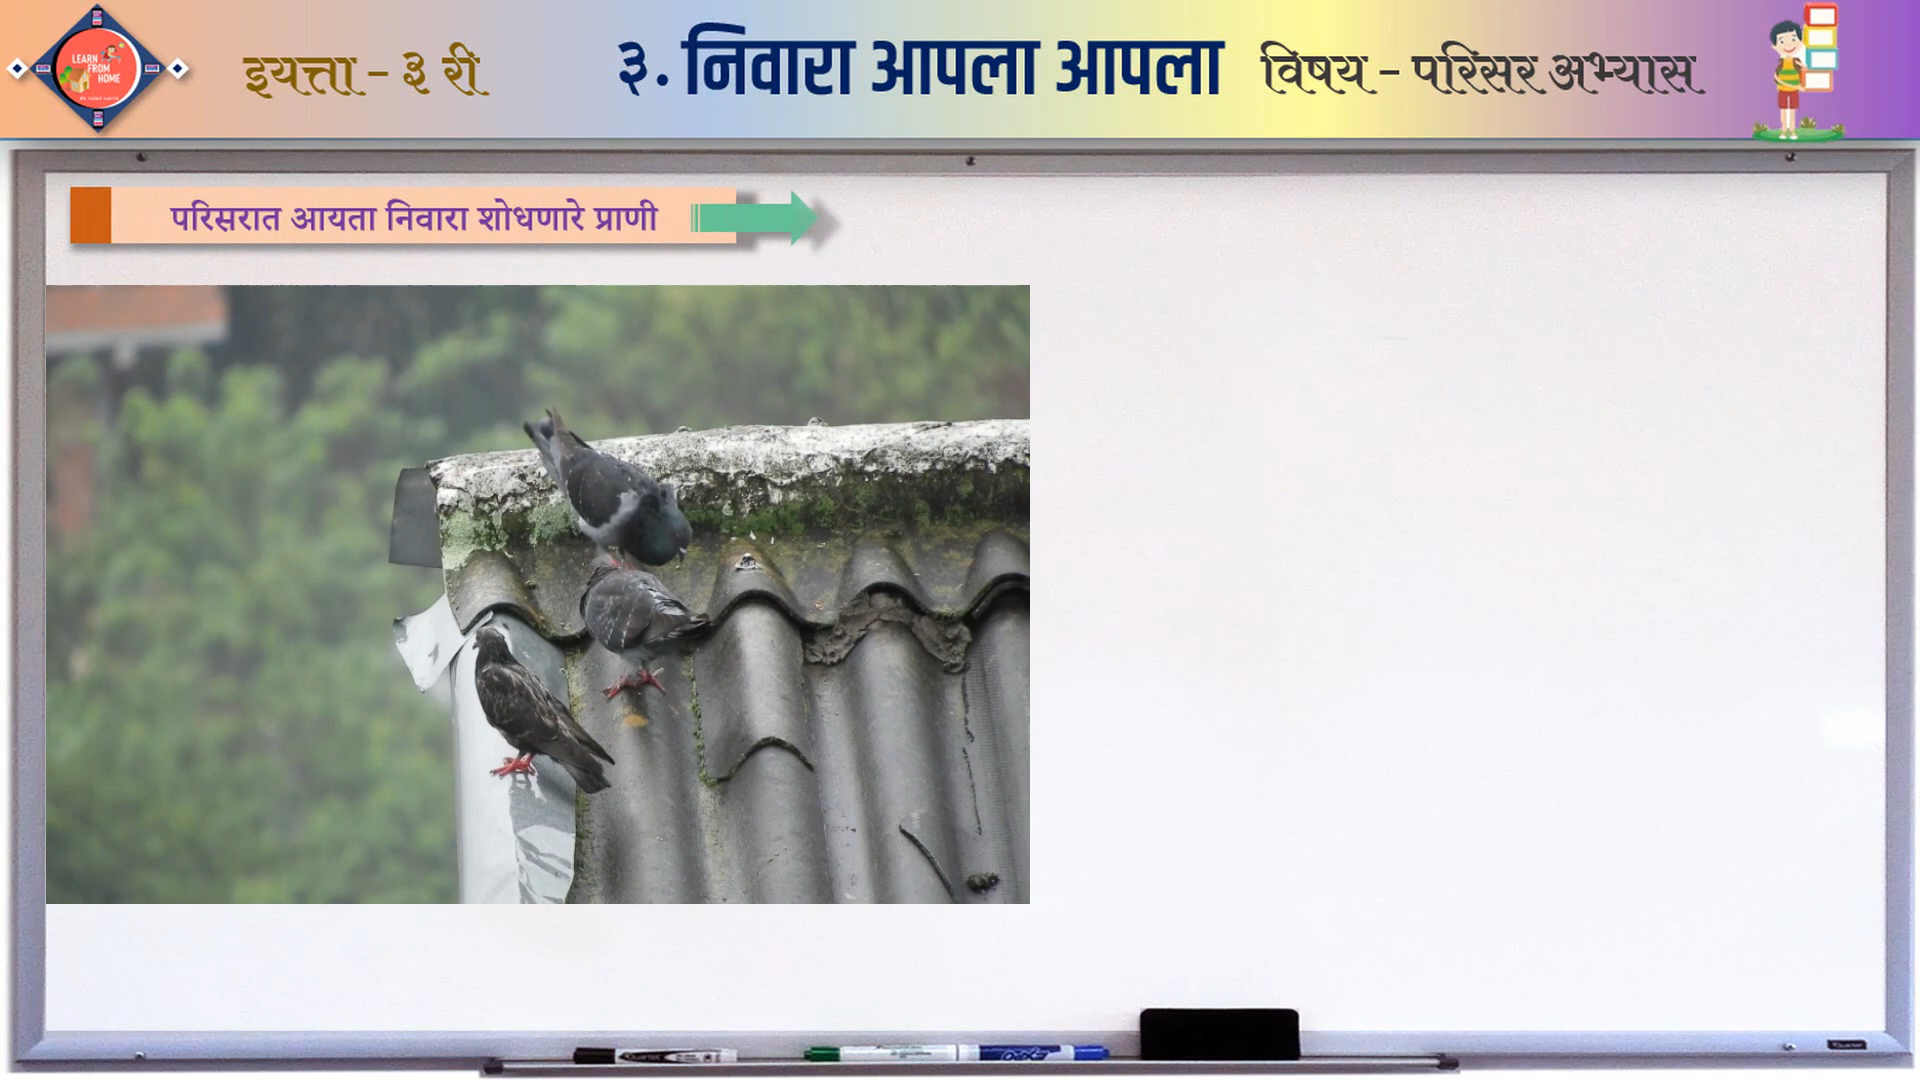 LEARN
FROM
HOME
इयत्ता - ३ री
३. निवारा आपला आपला
विषय - परिसर अभ्यास
परिसरात आयता निवारा शोधणारे प्राणी